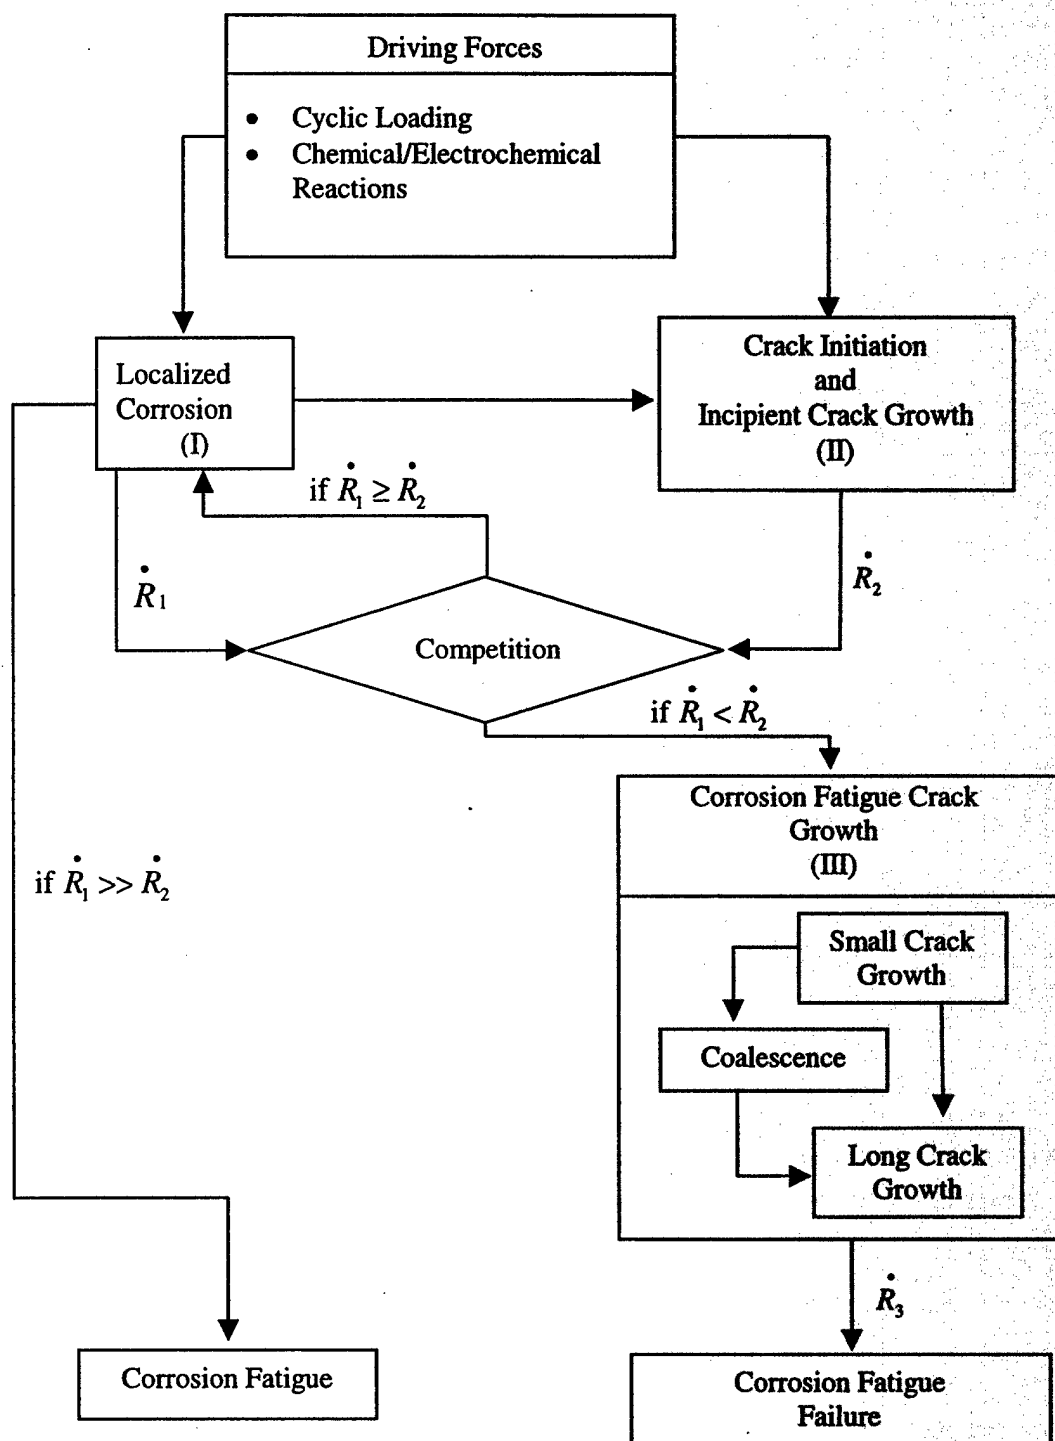 Driving Forces
• Cyclic Loading
• Chemical/Electrochemical
Reactions
Localized
Corrosion
(I)
Crack Initiation
and
Incipient Crack Growth
(II)
if Ṙ₁ ≥ Ṙ₂
Ṙ₁
Ṙ₂
Competition
if Ṙ₁ < Ṙ₂
Corrosion Fatigue Crack
Growth
(III)
if Ṙ₁ >> Ṙ₂
Small Crack
Growth
Coalescence
Long Crack
Growth
Ṙ₃
Corrosion Fatigue
Corrosion Fatigue
Failure